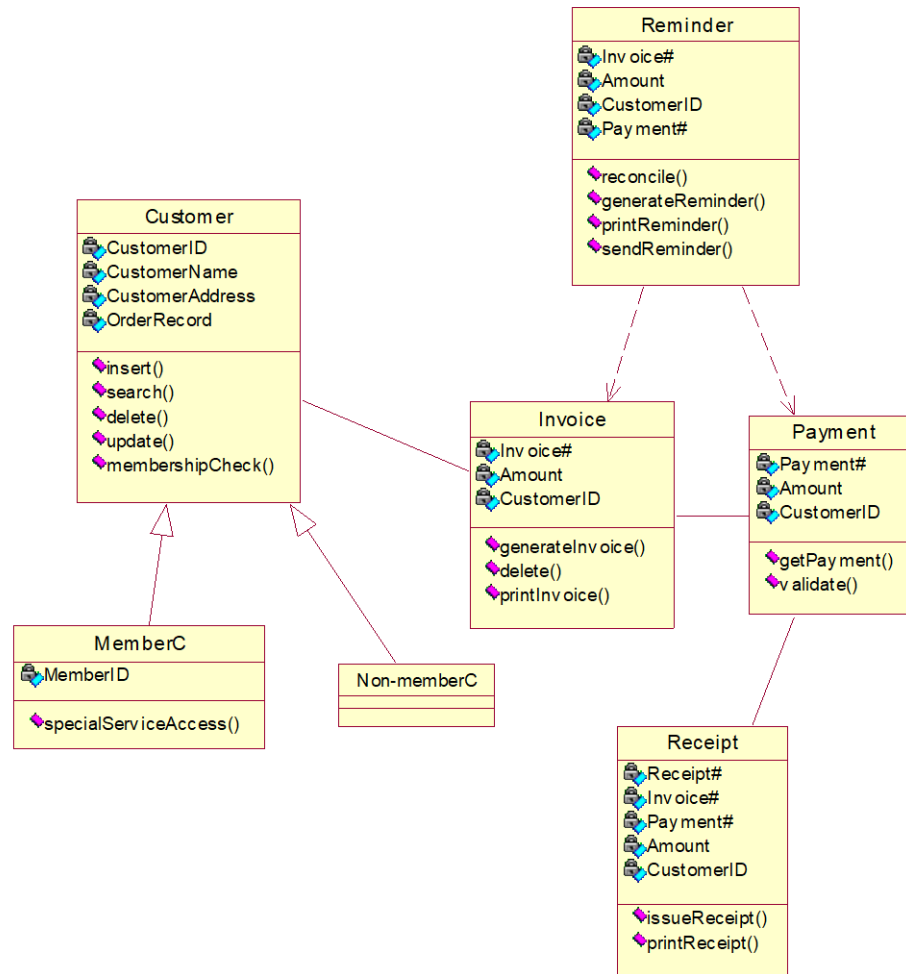 Reminder
Invoice#
Amount
CustomerID
Payment#
reconcile()
generateReminder()
printReminder()
sendReminder()
Customer
CustomerID
CustomerName
CustomerAddress
OrderRecord
insert()
search()
delete()
update()
membershipCheck()
Invoice
Invoice#
Amount
CustomerID
generateInvoice()
delete()
printInvoice()
Payment
Payment#
Amount
CustomerID
getPayment()
validate()
MemberC
MemberID
specialServiceAccess()
Non-memberC
Receipt
Receipt#
Invoice#
Payment#
Amount
CustomerID
issueReceipt()
printReceipt()